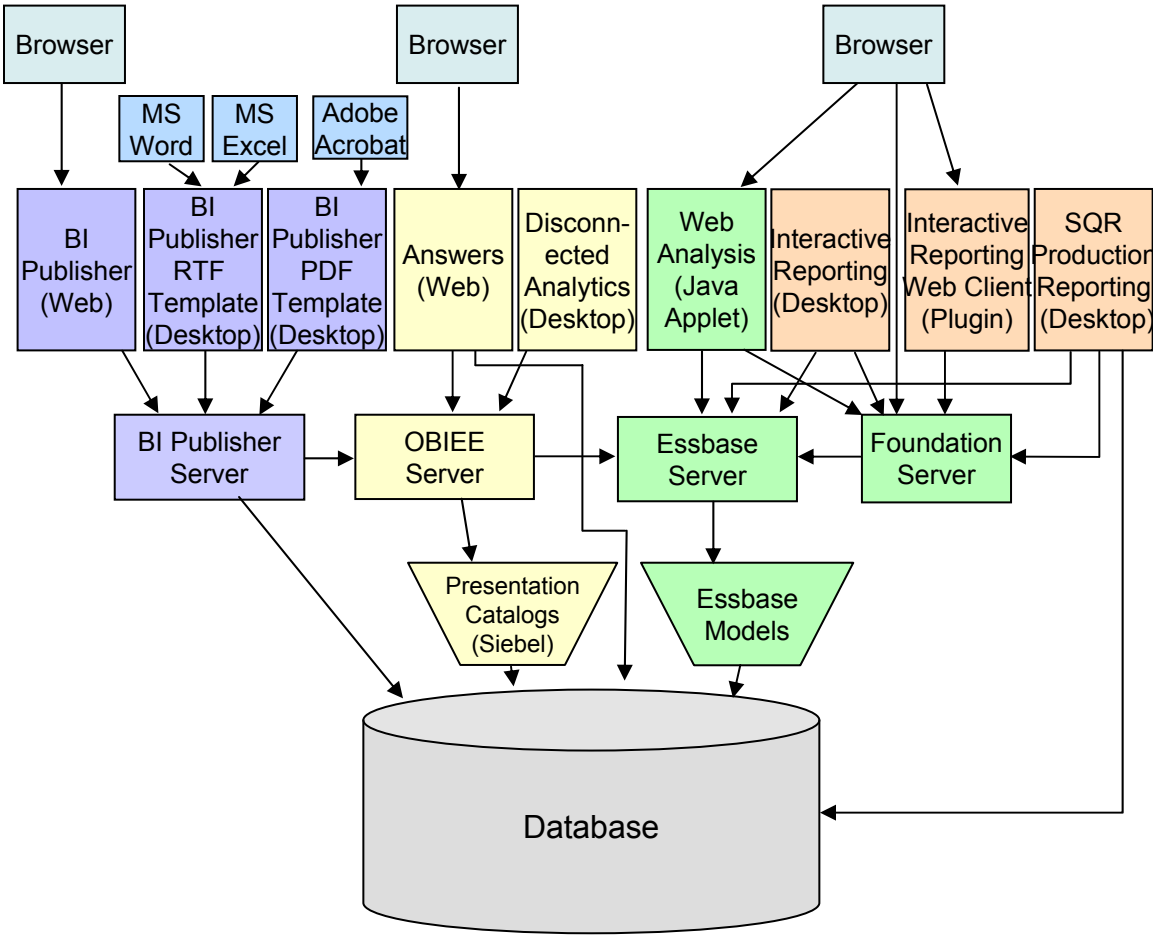 Browser
Browser
Browser
MS
Word
MS
Excel
Adobe
Acrobat
BI
Publisher
(Web)
BI
Publisher
RTF
Template
(Desktop)
BI
Publisher
PDF
Template
(Desktop)
Answers
(Web)
Disconn-
ected
Analytics
(Desktop)
Web
Analysis
(Java
Applet)
Interactive
Reporting
(Desktop)
Interactive
Reporting
Web Client
(Plugin)
SQR
Production
Reporting
(Desktop)
BI Publisher
Server
OBIEE
Server
Essbase
Server
Foundation
Server
Presentation
Catalogs
(Siebel)
Essbase
Models
Database